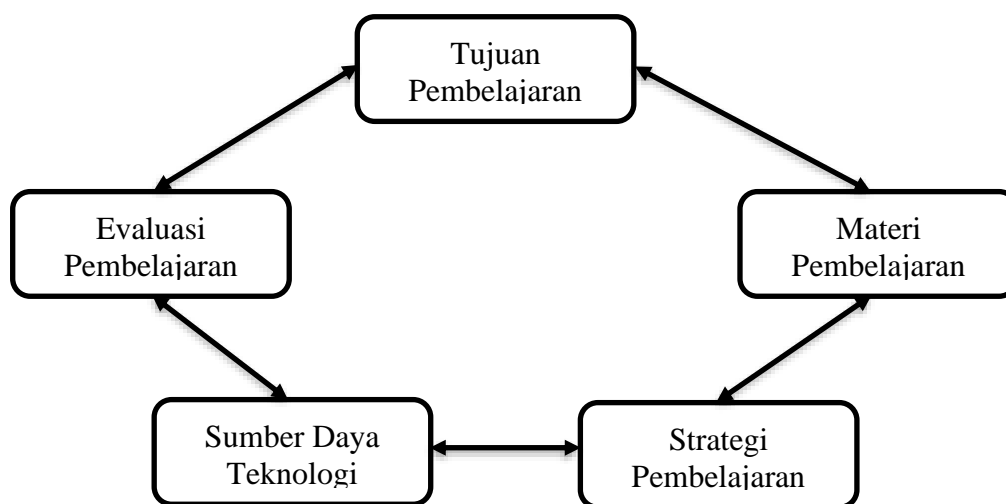 Tujuan
Pembelajaran
Evaluasi
Pembelajaran
Materi
Pembelajaran
Sumber Daya
Teknologi
Strategi
Pembelajaran